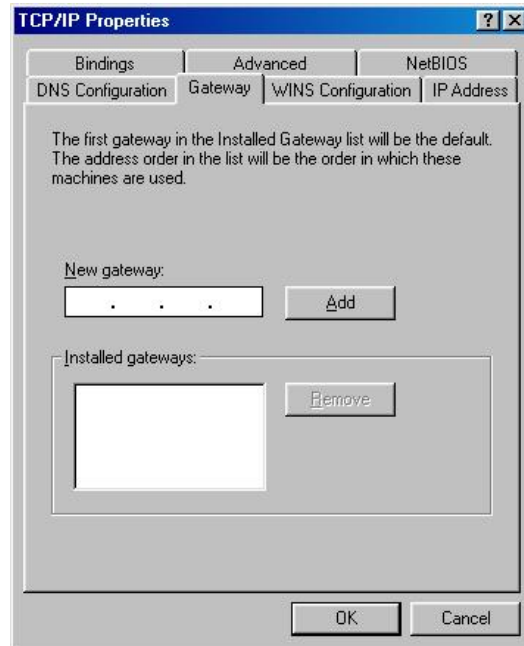 TCP/IP Properties
Bindings Advanced NetBIOS
DNS Configuration Gateway WINS Configuration IP Address
The first gateway in the Installed Gateway list will be the default.
The address order in the list will be the order in which these
machines are used.
New gateway:
. . .
Add
Installed gateways:
Remove
OK Cancel